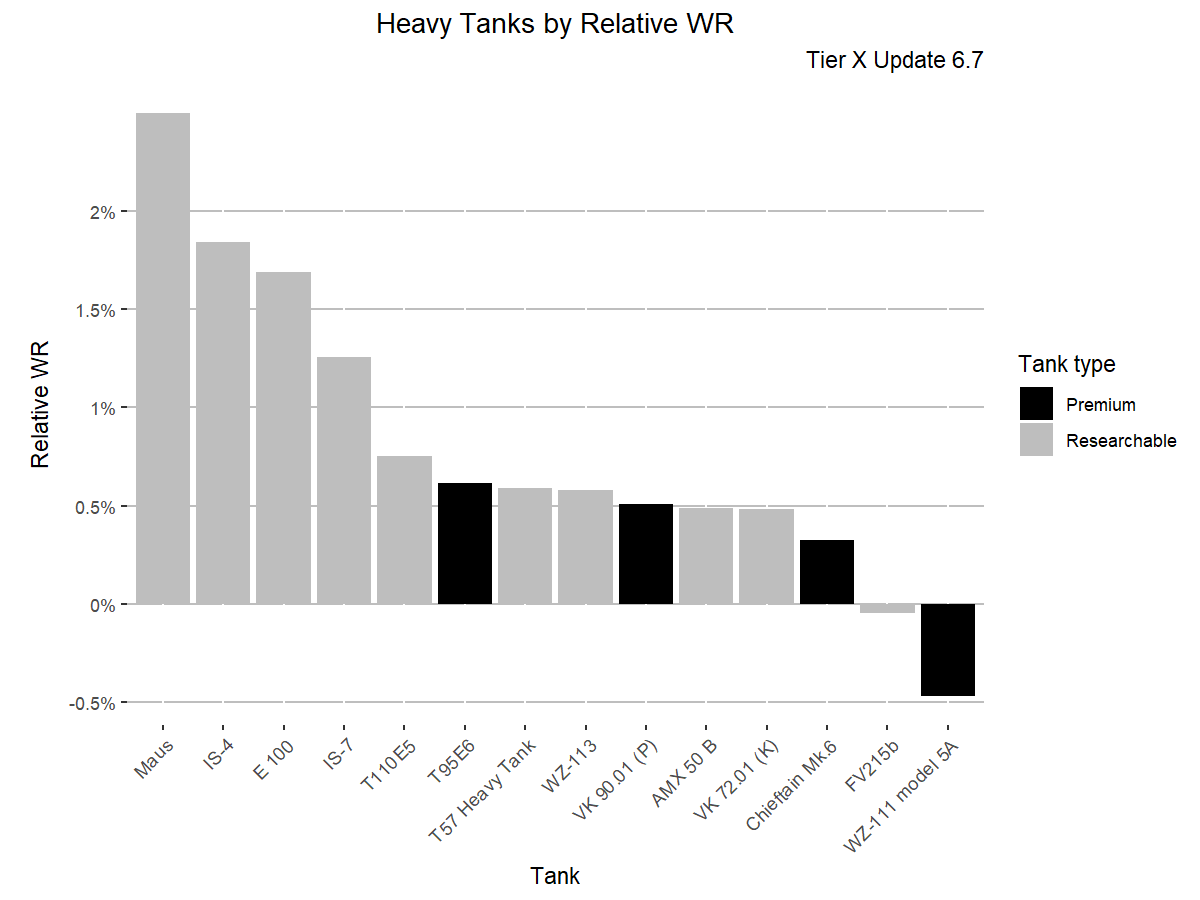 Heavy Tanks by Relative WR
Tier X Update 6.7
Relative WR
2%
1.5%
1%
0.5%
0%
-0.5%
Maus
IS-4
E 100
IS-7
T110E5
T95E6
T57 Heavy Tank
WZ-113
VK 90.01 (P)
AMX 50 B
VK 72.01 (K)
Chieftain Mk.6
FV215b
WZ-111 model 5A
Tank
Tank type
Premium
Researchable